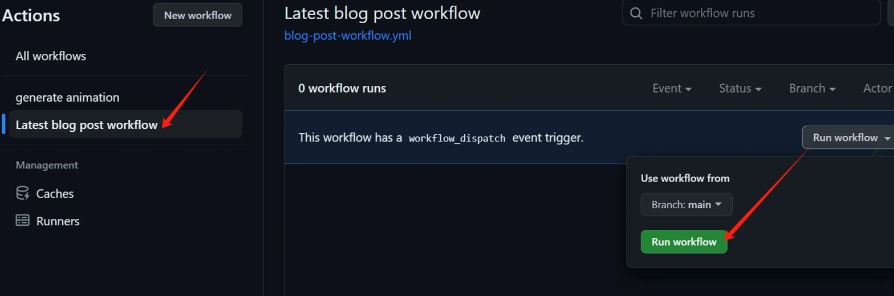 Actions
New workflow
All workflows
generate animation
Latest blog post workflow
Management
Caches
Runners
Latest blog post workflow
blog-post-workflow.yml
Filter workflow runs
0 workflow runs
Event
Status
Branch
Actor
This workflow has a workflow_dispatch event trigger.
Run workflow
Use workflow from
Branch: main
Run workflow